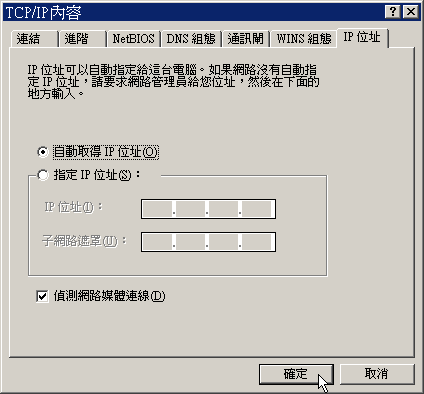 TCP/IP內容
連結 進階 NetBIOS DNS 組態 通訊閘 WINS 組態 IP 位址
IP 位址可以自動指定給這台電腦。如果網路沒有自動指
定 IP 位址，請要求網路管理員給您位址，然後在下面的
地方輸入。
自動取得 IP 位址(O)
指定 IP 位址(S)：
IP 位址(I)：
子網路遮罩(U)：
偵測網路媒體連線(D)
確定 取消